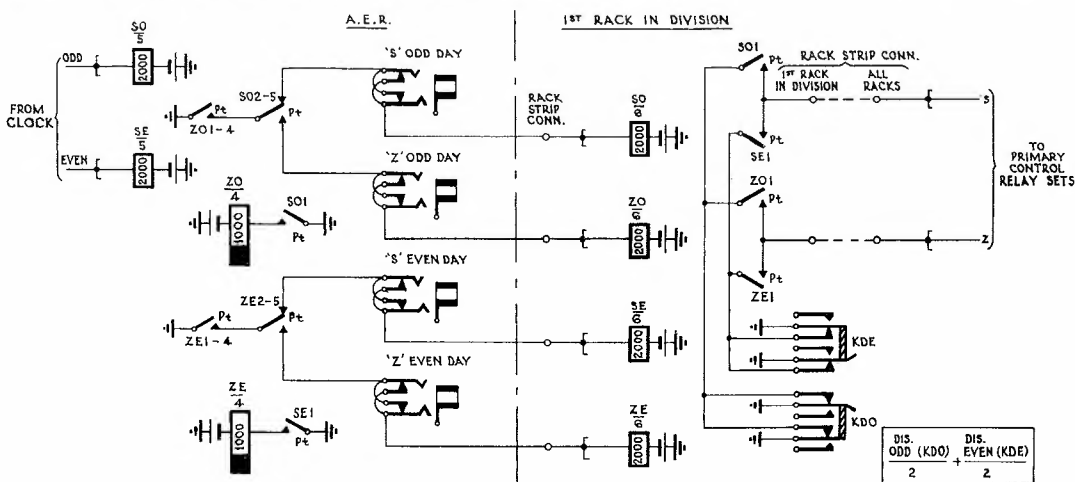 A.E.R.
1ST RACK IN DIVISION
SO
5
2000
ODD
FROM
CLOCK
EVEN
SE
5
2000
Pt
ZO1-4
SO2-5
Pt
'S' ODD DAY
'Z' ODD DAY
ZO
4
1000
SO1
Pt
'S' EVEN DAY
ZE2-5
Pt
Pt
ZE1-4
'Z' EVEN DAY
ZE
4
1000
SE1
Pt
RACK
STRIP
CONN.
SO
6/6
2000
ZO
6/6
2000
SE
6/6
2000
ZE
6/6
2000
SO1
Pt
RACK STRIP CONN.
1ST RACK
IN DIVISION
ALL
RACKS
'S'
Pt
SE1
ZO1
Pt
TO
PRIMARY
CONTROL
RELAY SETS
Z
Pt
ZE1
KDE
KDO
DIS. ODD (KDO) + DIS. EVEN (KDE)
2 2